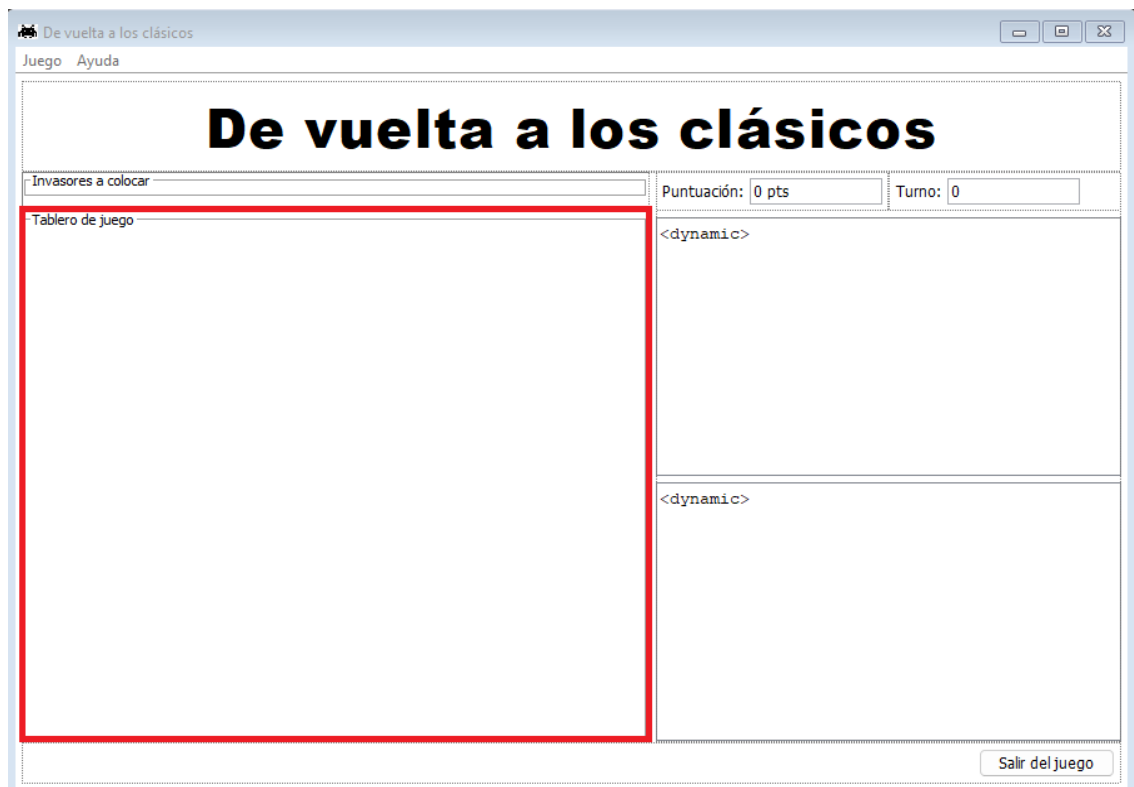 De vuelta a los clásicos
Juego Ayuda
De vuelta a los clásicos
Invasores a colocar
Puntuación: 0 pts Turno: 0
Tablero de juego
<dynamic>
<dynamic>
Salir del juego